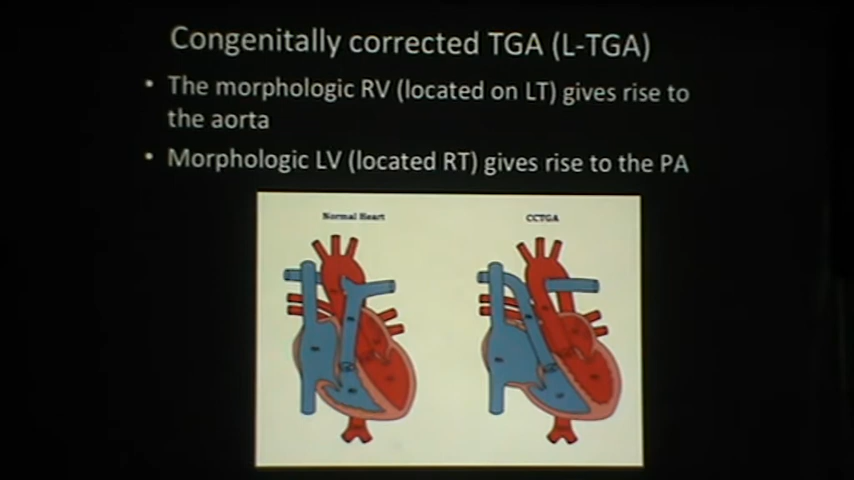 Congenitally corrected TGA (L-TGA)
• The morphologic RV (located on LT) gives rise to
the aorta
• Morphologic LV (located RT) gives rise to the PA
Normal Heart
CCTGA